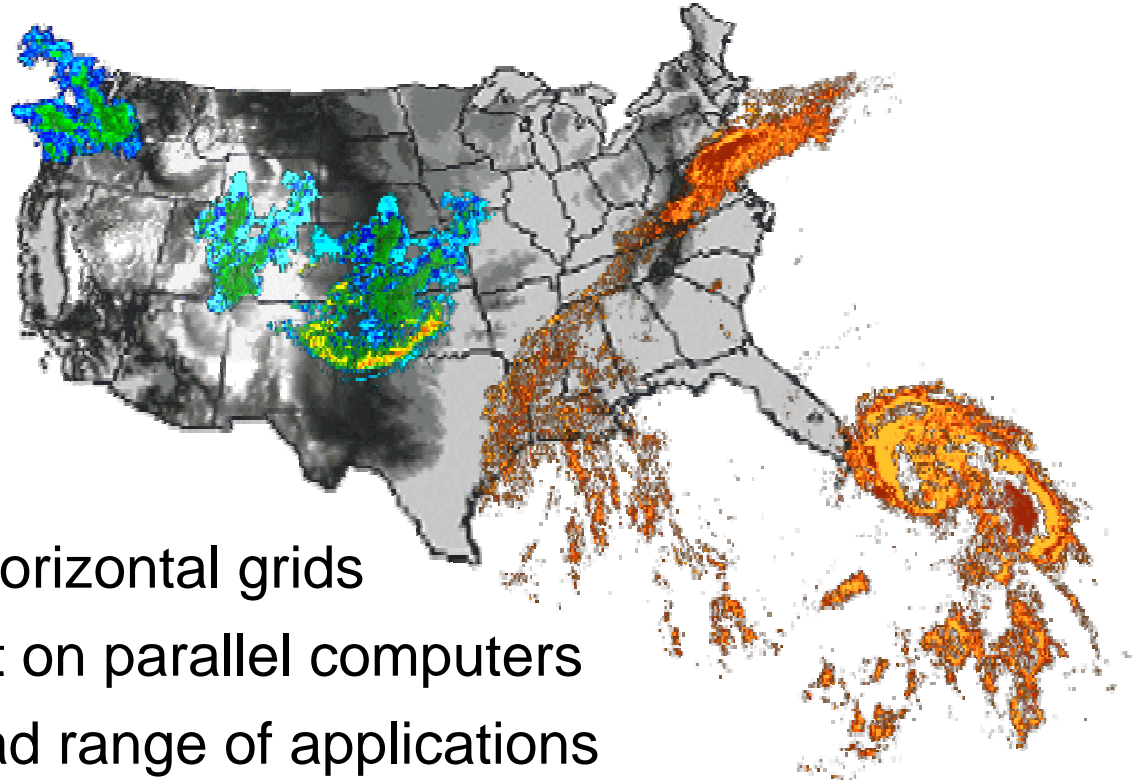 orizontal grids
t on parallel computers
ad range of applications